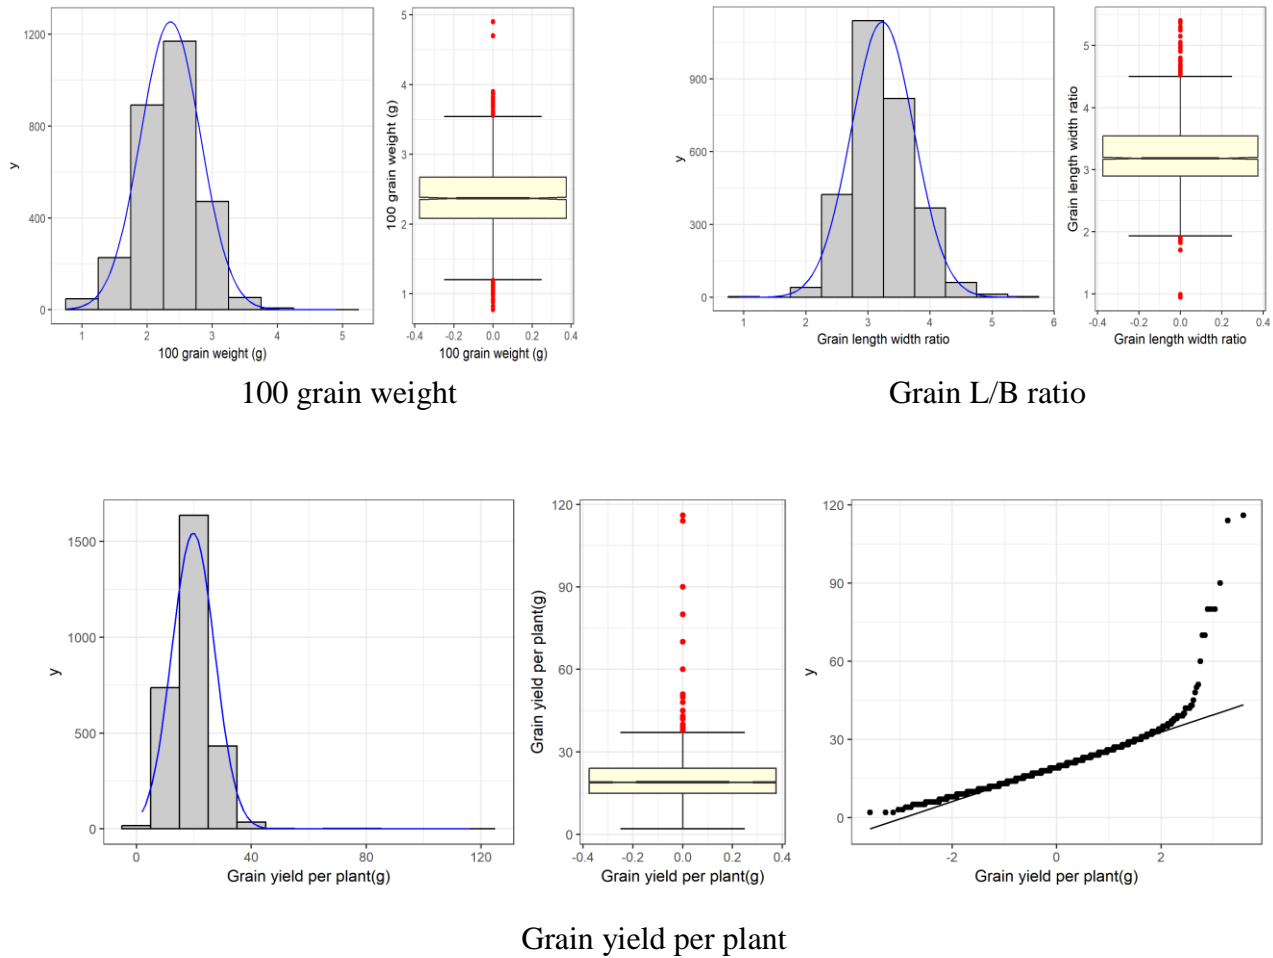 1200
800
400
0
y
1 2 3 4 5
100 grain weight (g)
5
4
3
2
1
100 grain weight (g)
-0.4 -0.2 0.0 0.2 0.4
100 grain weight (g)
900
600
300
0
y
1 2 3 4 5 6
Grain length width ratio
5
4
3
2
1
Grain length width ratio
-0.4 -0.2 0.0 0.2 0.4
Grain length width ratio
100 grain weight
Grain L/B ratio
1500
1000
500
0
y
0 40 80 120
Grain yield per plant(g)
120
90
60
30
0
Grain yield per plant(g)
-0.4 -0.2 0.0 0.2 0.4
Grain yield per plant(g)
120
90
60
30
0
y
-2 0 2
Grain yield per plant(g)
Grain yield per plant